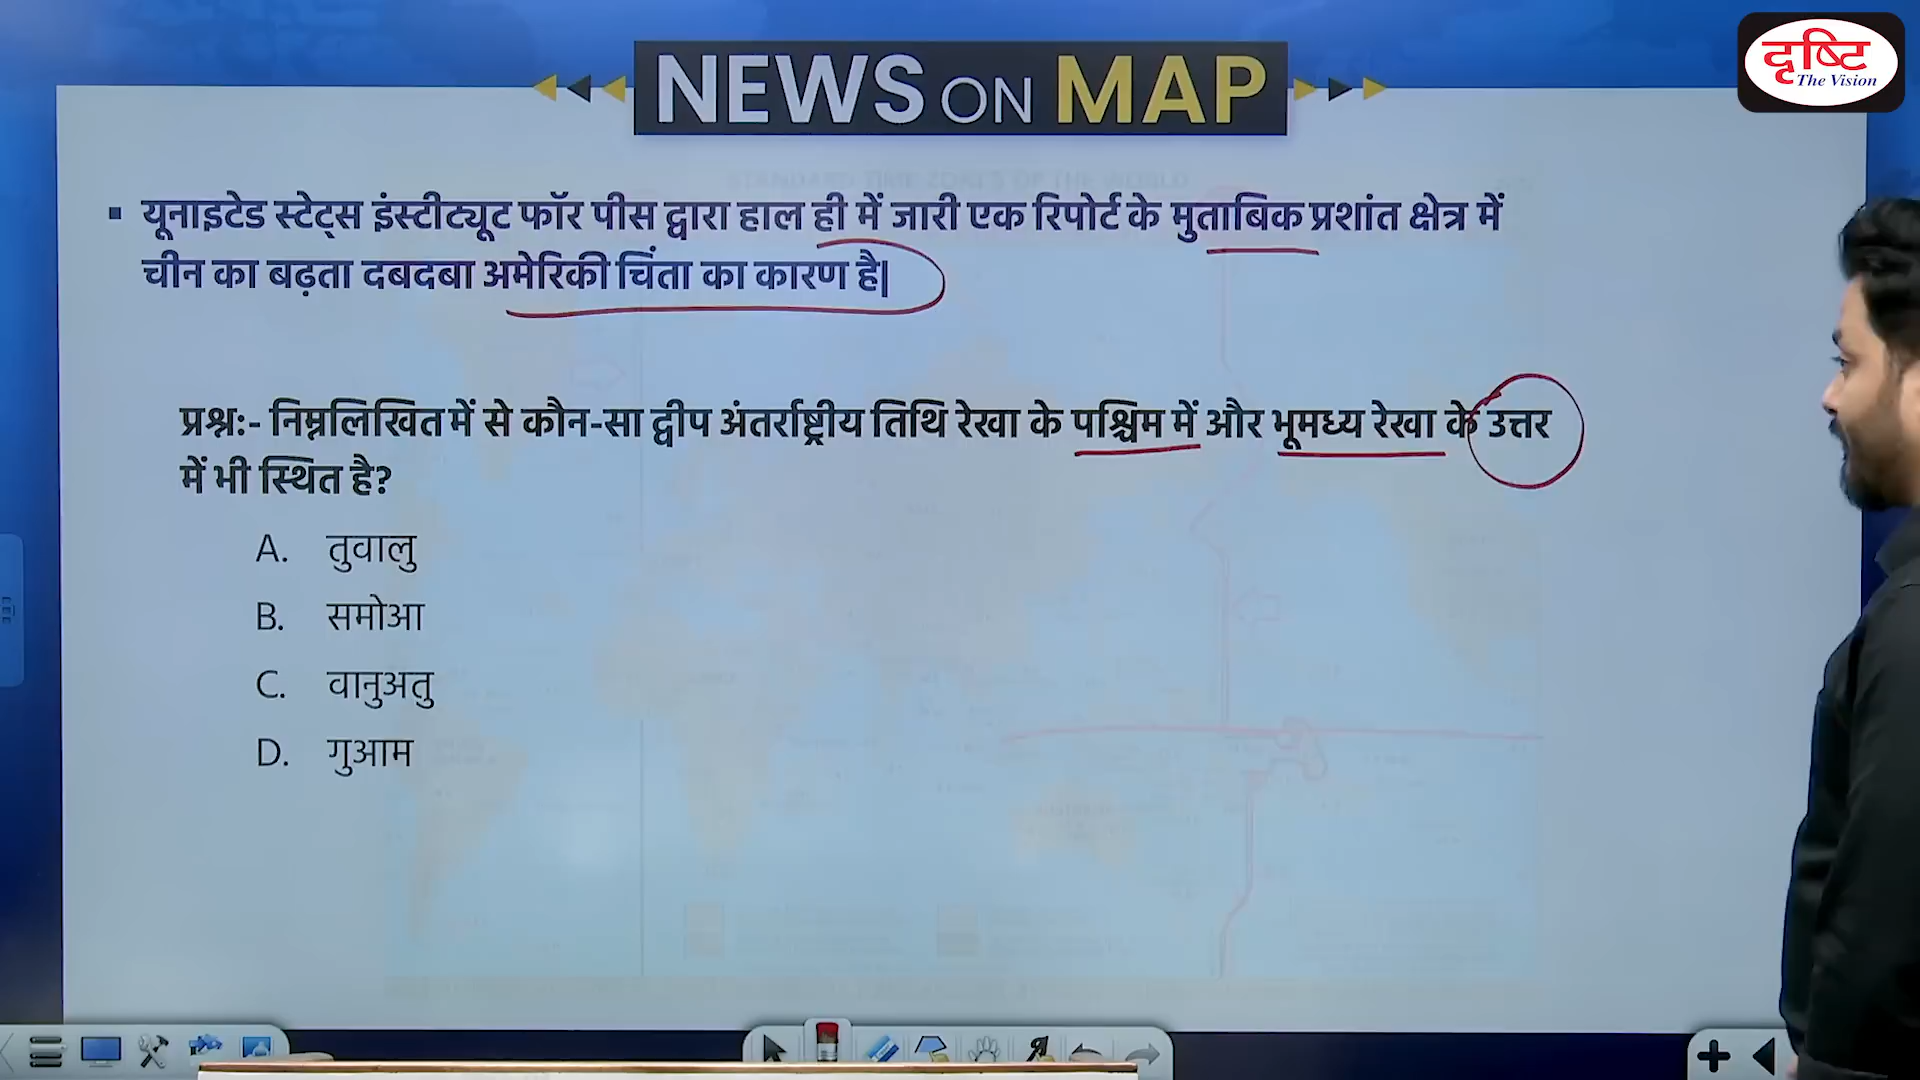 दृष्टि
The Vision
NEWS ON MAP
▪ यूनाइटेड स्टेट्स इंस्टीट्यूट फॉर पीस द्वारा हाल ही में जारी एक रिपोर्ट के मुताबिक प्रशांत क्षेत्र में
चीन का बढ़ता दबदबा अमेरिकी चिंता का कारण है|
प्रश्न:- निम्नलिखित में से कौन-सा द्वीप अंतर्राष्ट्रीय तिथि रेखा के पश्चिम में और भूमध्य रेखा के उत्तर
में भी स्थित है?
A. तुवालु
B. समोआ
C. वानुअतु
D. गुआम